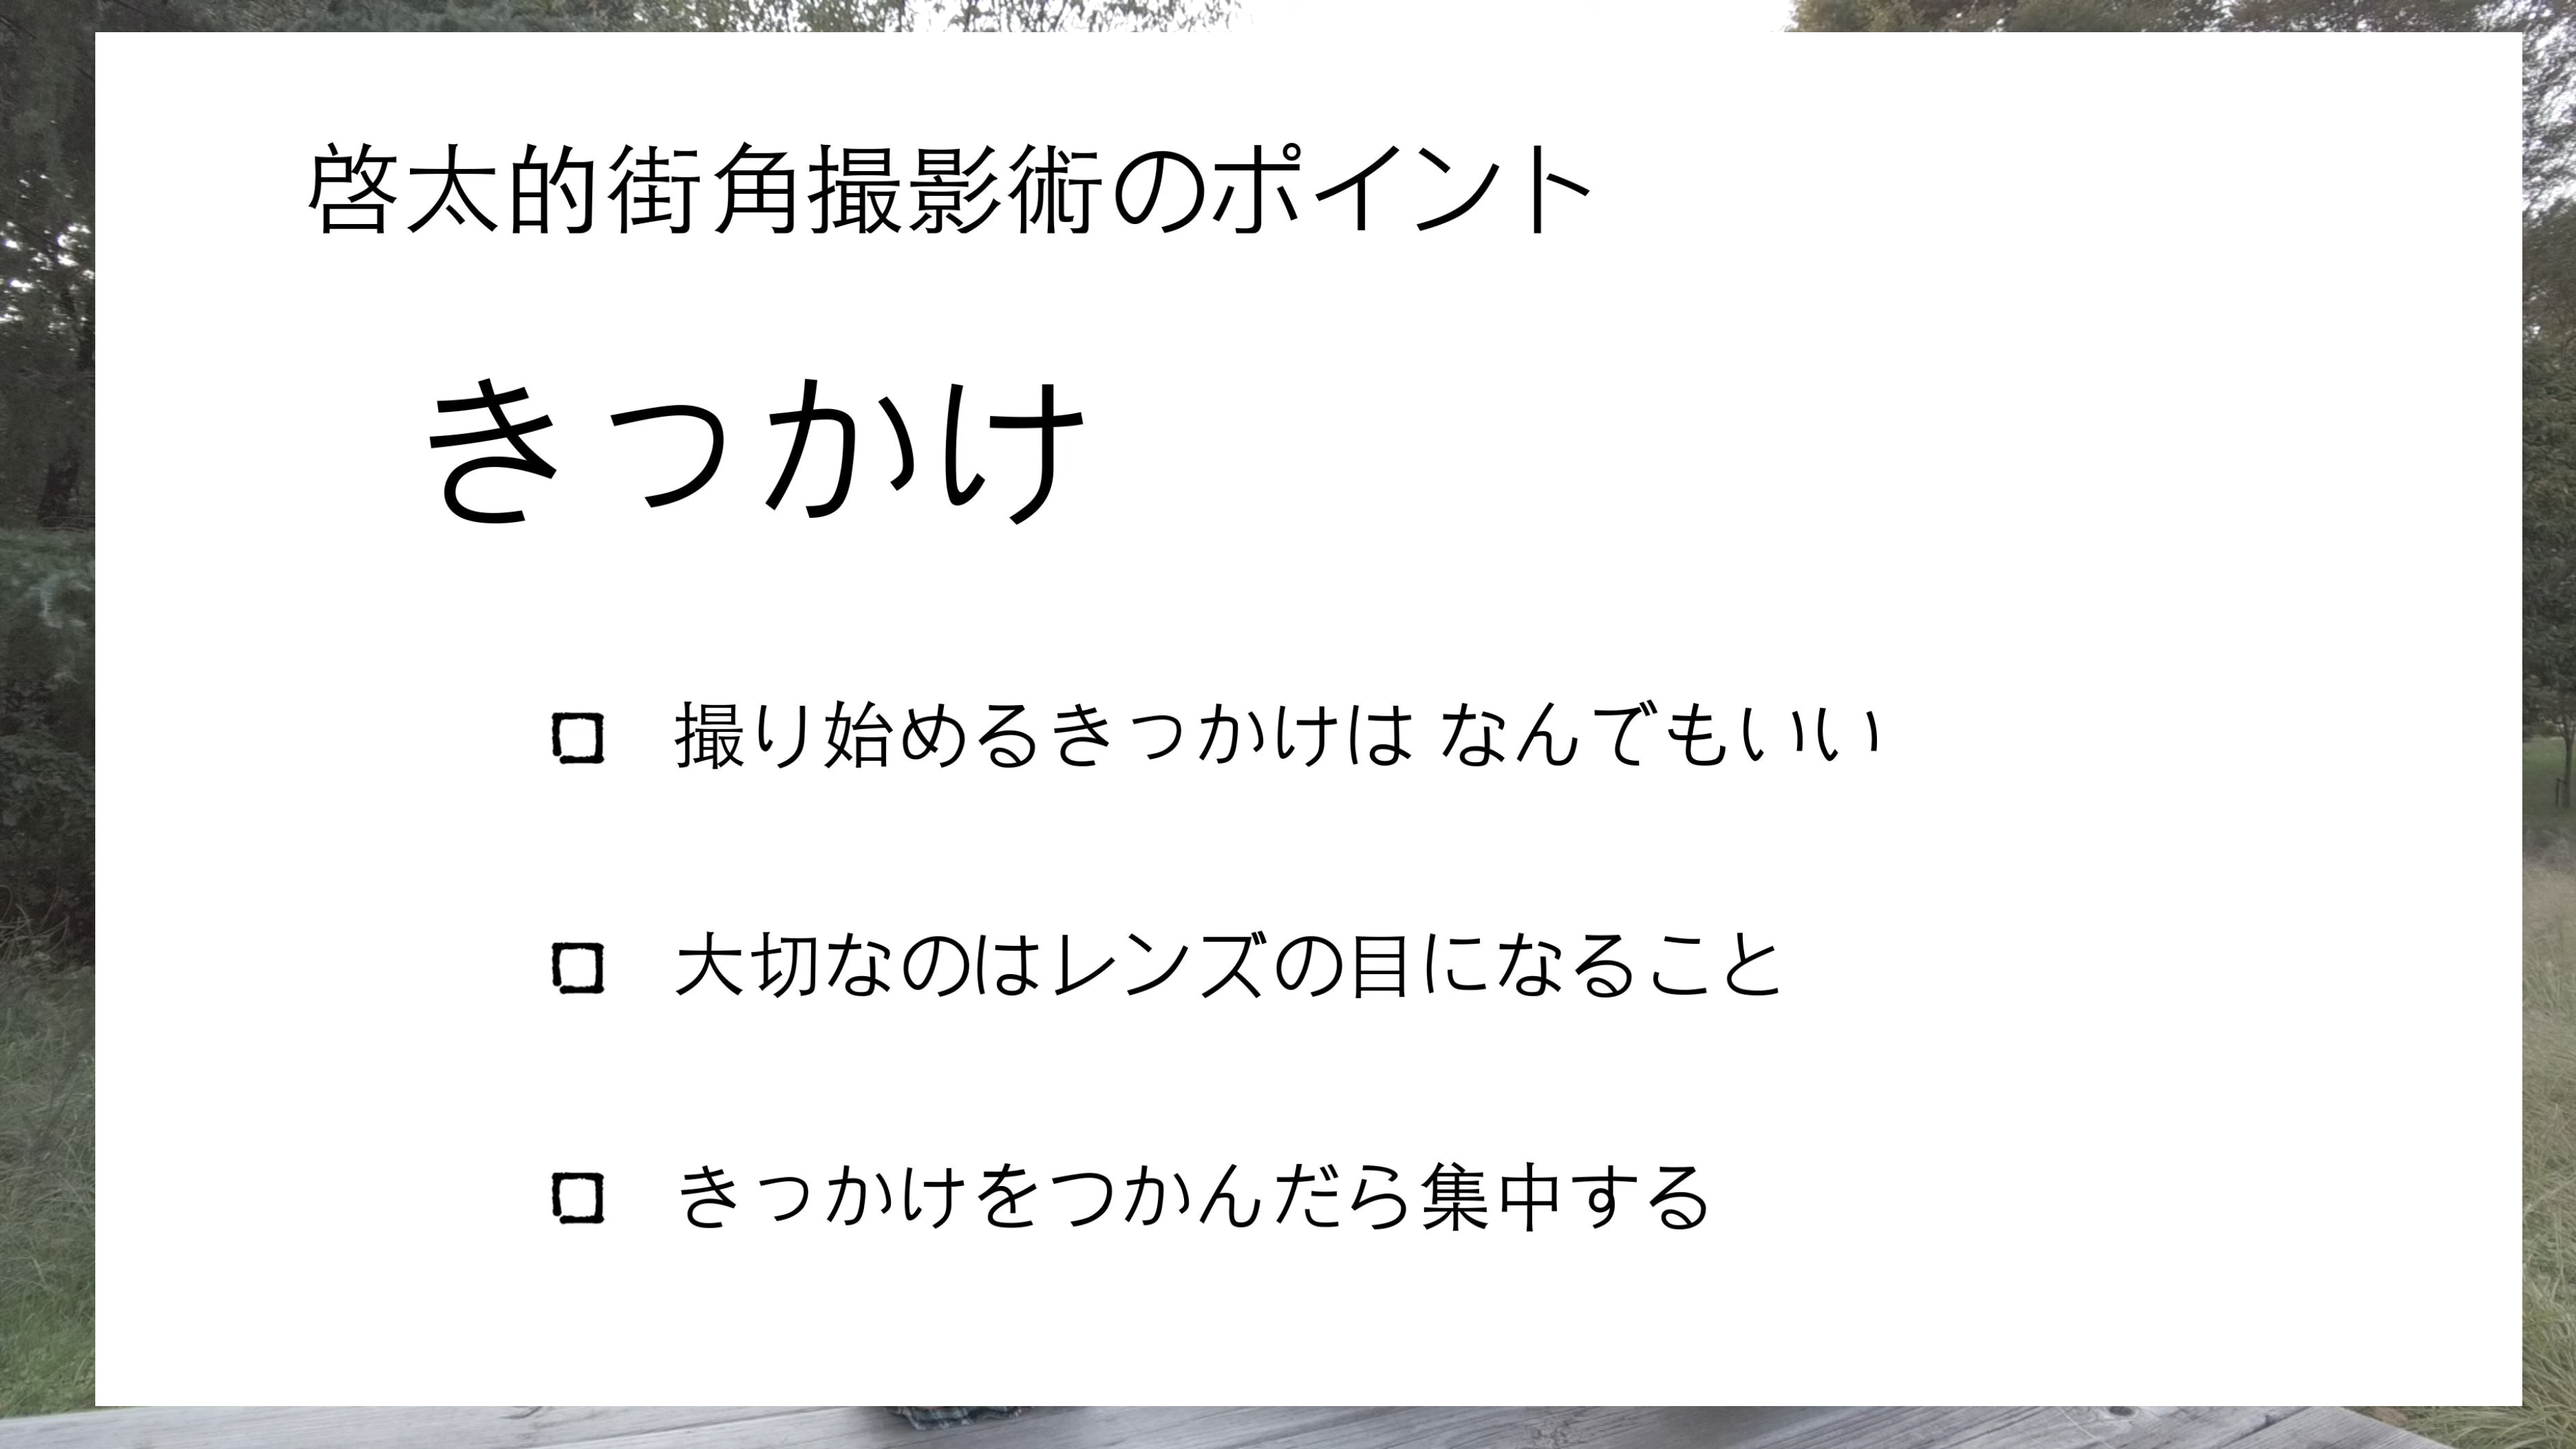 啓太的街角撮影術のポイント
きっかけ
撮り始めるきっかけは なんでもいい
大切なのはレンズの目になること
きっかけをつかんだら集中する